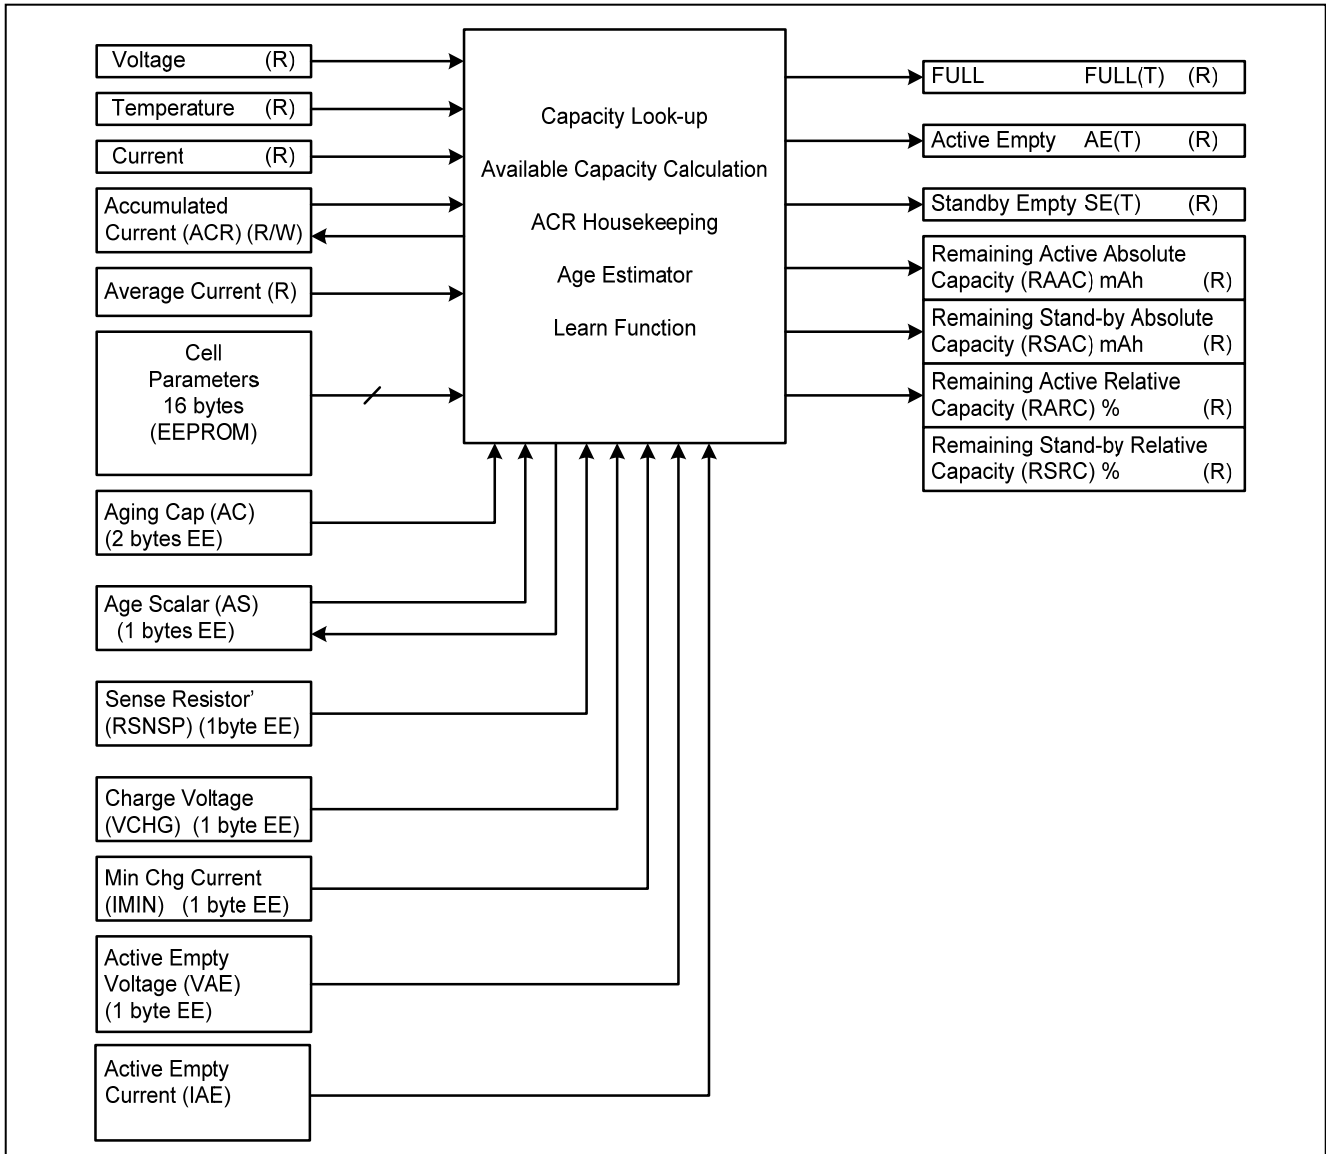 Voltage (R)
Temperature (R)
Current (R)
Accumulated
Current (ACR) (R/W)
Average Current (R)
Cell
Parameters
16 bytes
(EEPROM)
Aging Cap (AC)
(2 bytes EE)
Age Scalar (AS)
(1 bytes EE)
Sense Resistor’
(RSNSP) (1byte EE)
Charge Voltage
(VCHG) (1 byte EE)
Min Chg Current
(IMIN) (1 byte EE)
Active Empty
Voltage (VAE)
(1 byte EE)
Active Empty
Current (IAE)
Capacity Look-up
Available Capacity Calculation
ACR Housekeeping
Age Estimator
Learn Function
FULL FULL(T) (R)
Active Empty AE(T) (R)
Standby Empty SE(T) (R)
Remaining Active Absolute
Capacity (RAAC) mAh (R)
Remaining Stand-by Absolute
Capacity (RSAC) mAh (R)
Remaining Active Relative
Capacity (RARC) % (R)
Remaining Stand-by Relative
Capacity (RSRC) % (R)